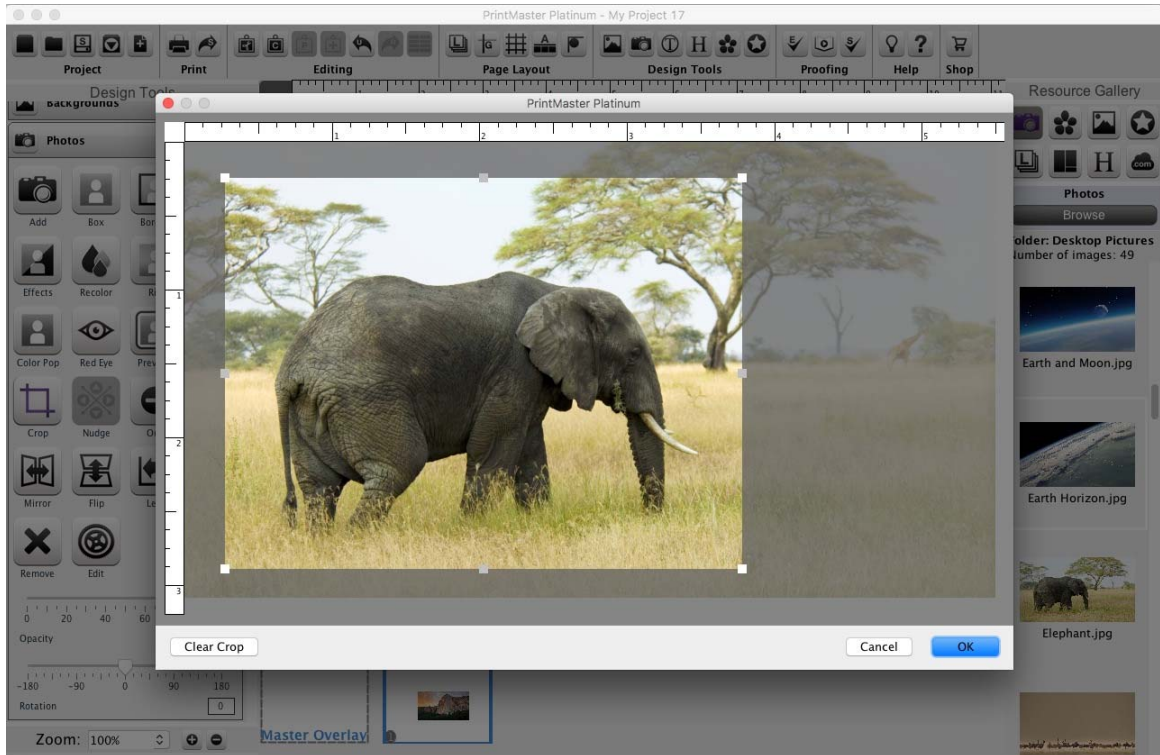 PrintMaster Platinum - My Project 17
Project Print Editing Page Layout Design Tools Proofing Help Shop
Design Tools
Backgrounds
Photos
Add Box
Effects Recolor
Color Pop Red Eye
Crop Nudge
Mirror Flip
Remove Edit
0 20 40 60
Opacity
-180 -90 0 90 180
Rotation 0
Zoom: 100%
PrintMaster Platinum
1 2 3 4 5
1
2
3
Clear Crop Cancel OK
Master Overlay
1
Resource Gallery
.com
Photos
Browse
older: Desktop Pictures
Number of images: 49
Earth and Moon.jpg
Earth Horizon.jpg
Elephant.jpg